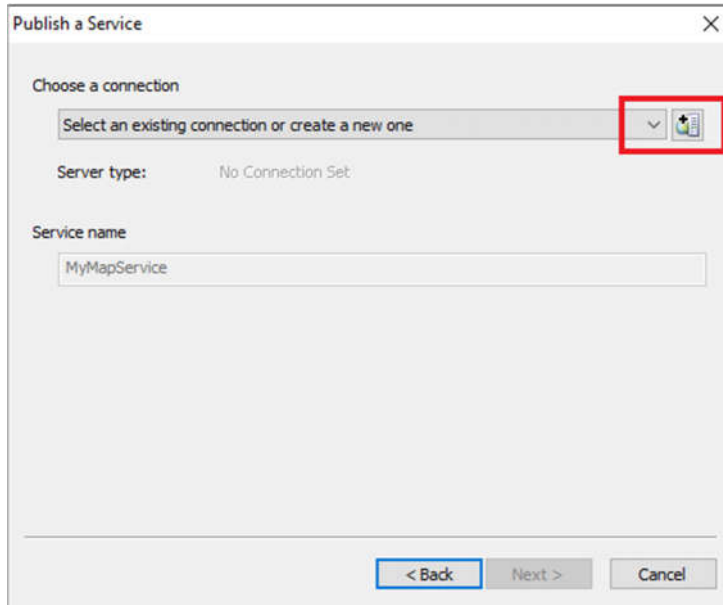 Publish a Service
Choose a connection
Select an existing connection or create a new one
Server type: No Connection Set
Service name
MyMapService
< Back Next > Cancel